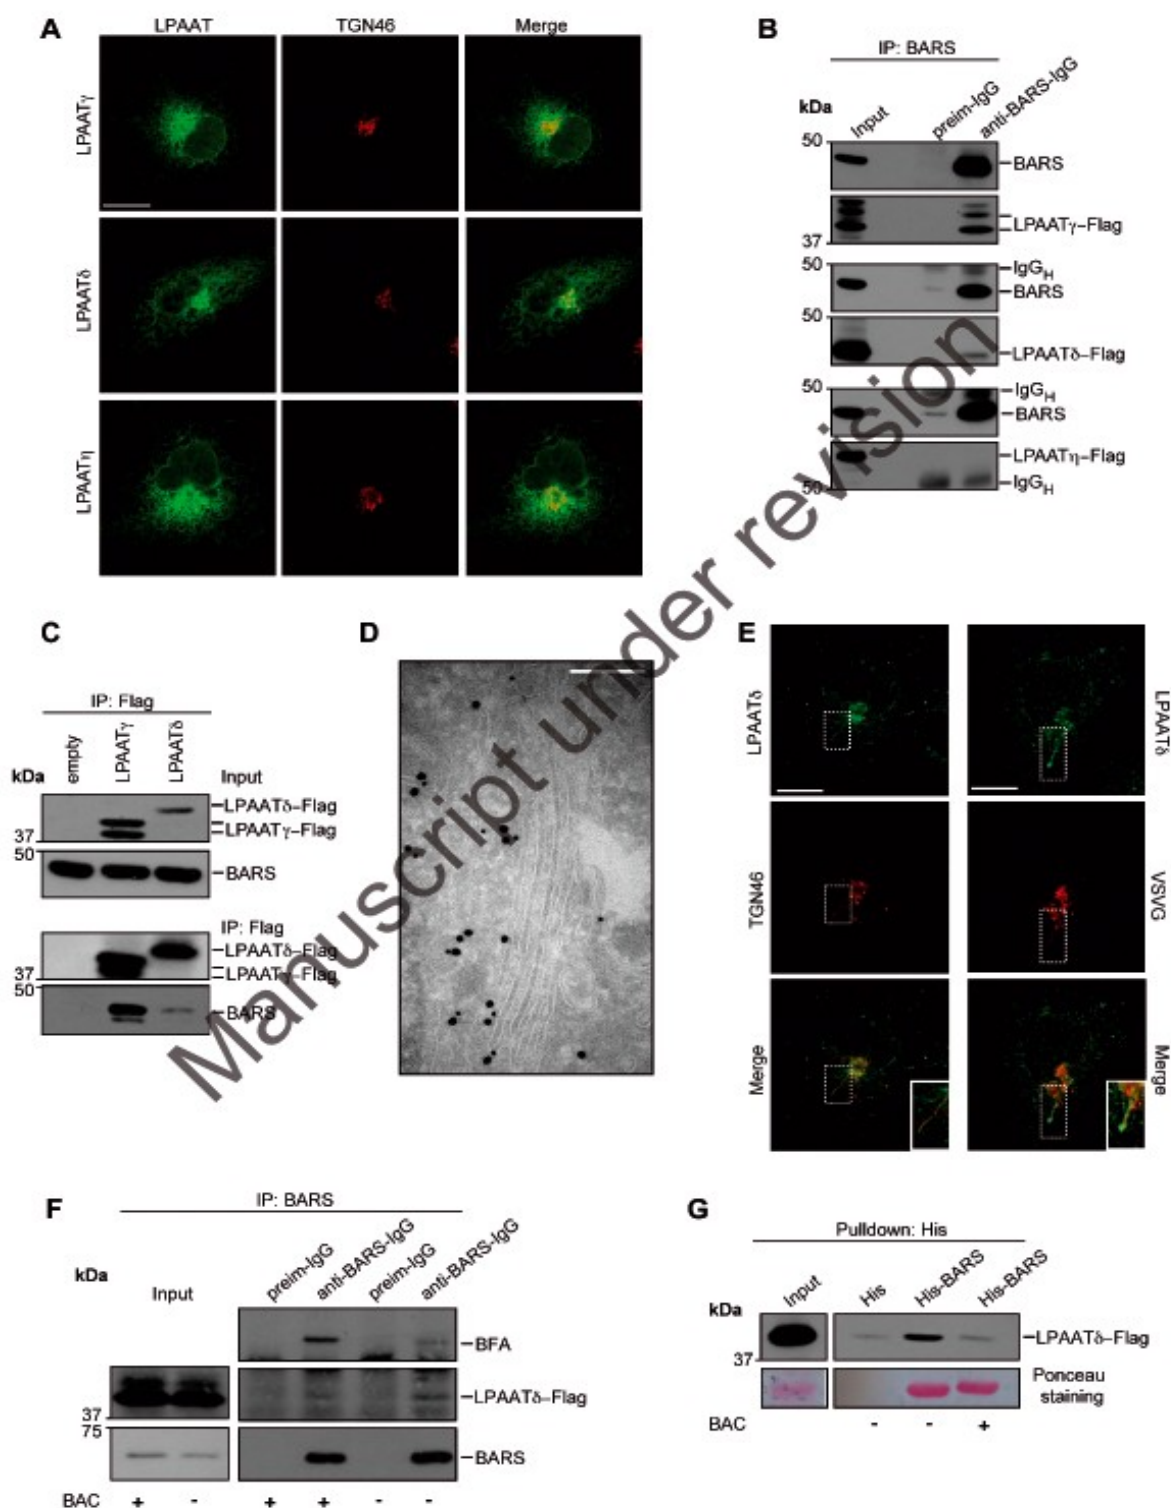 A
LPAAT TGN46 Merge
LPAATγ
LPAATδ
LPAATη
B
IP: BARS
kDa
Input preim-IgG anti-BARS-IgG
50
BARS
LPAATγ-Flag
37
50
IgGH
BARS
50
LPAATδ-Flag
50
IgGH
BARS
LPAATη-Flag
50
IgGH
C
IP: Flag
kDa
empty LPAATγ LPAATδ Input
LPAATδ-Flag
LPAATγ-Flag
37
50
BARS
IP: Flag
LPAATδ-Flag
LPAATγ-Flag
37
50
BARS
D
E
LPAATδ LPAATδ
TGN46 VSVG
Merge Merge
F
IP: BARS
kDa
Input preim-IgG anti-BARS-IgG preim-IgG anti-BARS-IgG
BFA
LPAATδ-Flag
37
75
BARS
BAC + - + + - -
G
Pulldown: His
kDa
Input His His-BARS His-BARS
LPAATδ-Flag
37
Ponceau
staining
BAC - - +
Manuscript under revision